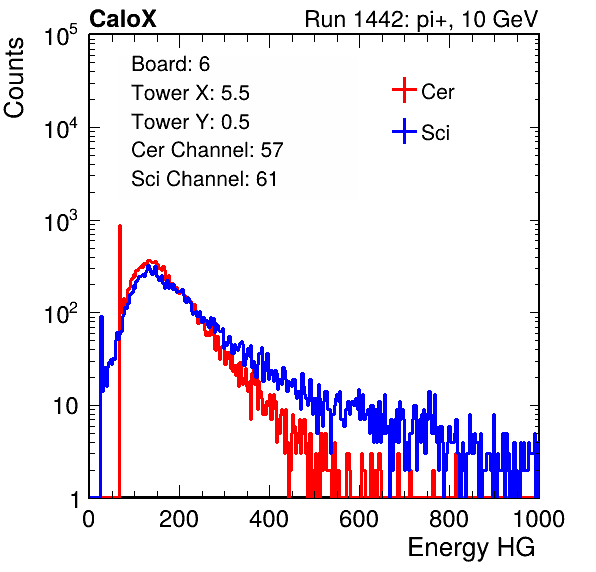 CaloX Run 1442: pi+, 10 GeV
Counts
Board: 6
Tower X: 5.5
Tower Y: 0.5
Cer Channel: 57
Sci Channel: 61
Cer
Sci
10^5
10^4
10^3
10^2
10
1
0 200 400 600 800 1000
Energy HG